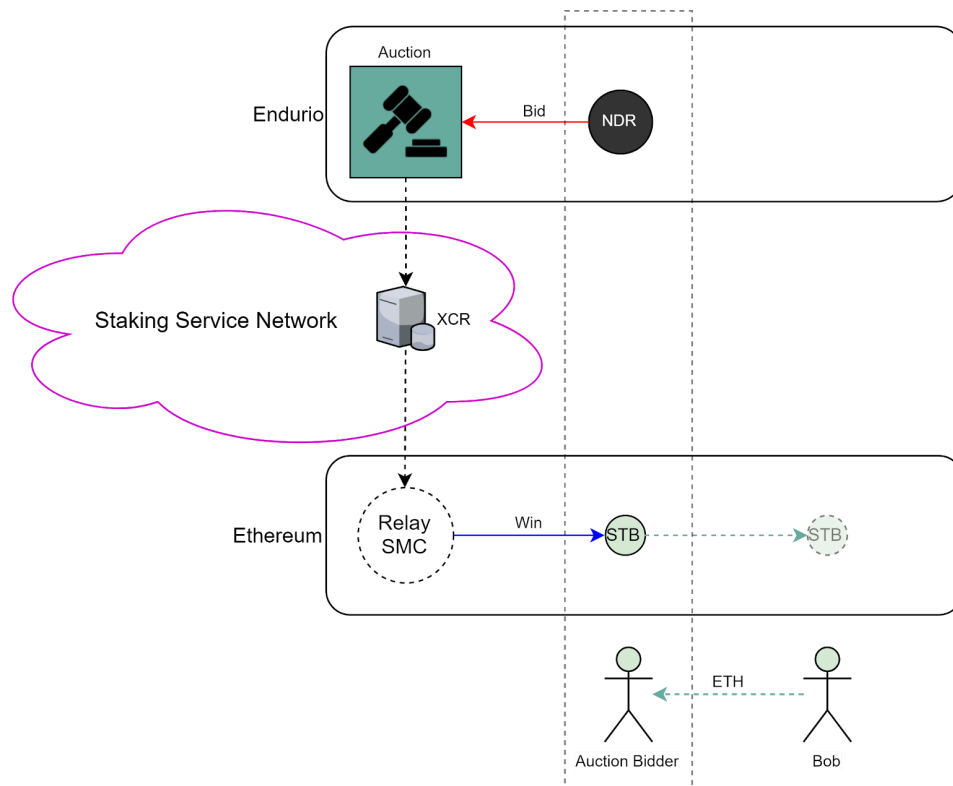 Auction
Endurio
Bid
NDR
Staking Service Network
XCR
Ethereum
Relay
SMC
Win
STB
STB
ETH
Auction Bidder
Bob